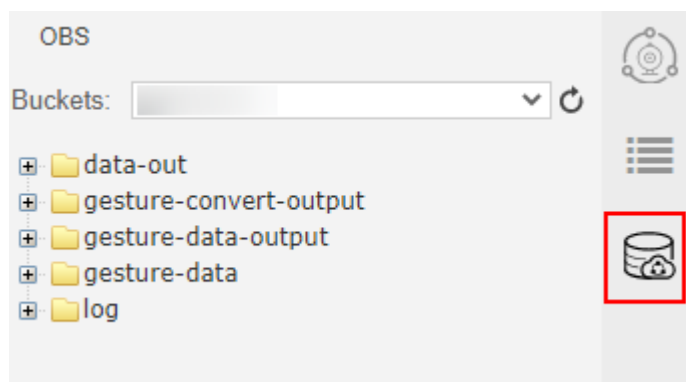 OBS
Buckets:
data-out
gesture-convert-output
gesture-data-output
gesture-data
log